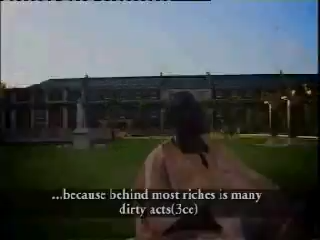 ...because behind most riches is many
dirty acts(3ce)